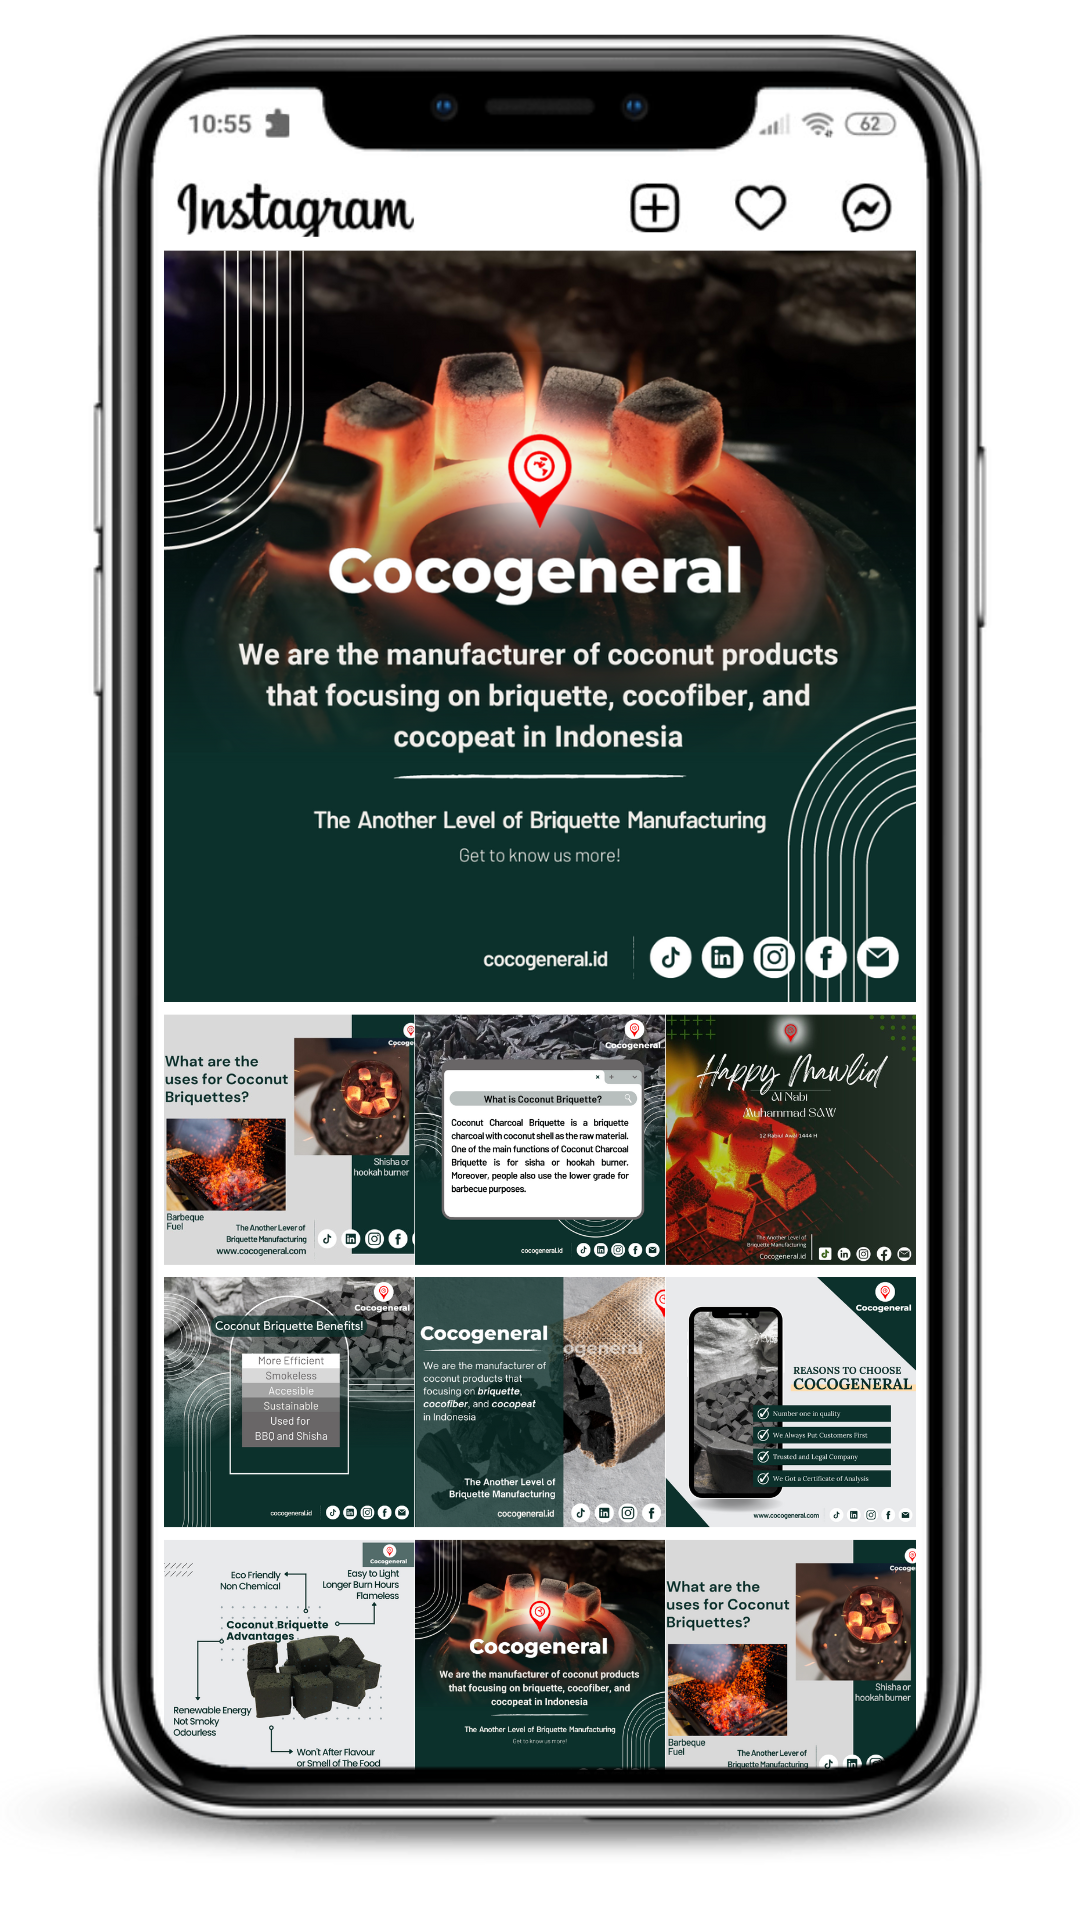 10:55
62
Instagram
Cocogeneral
We are the manufacturer of coconut products
that focusing on briquette, cocofiber, and
cocopeat in Indonesia
The Another Level of Briquette Manufacturing
Get to know us more!
cocogeneral.id
What are the
uses for Coconut
Briquettes?
Cocoge
Shisha or
hookah burner
Barbeque
Fuel
The Another Lever of
Briquette Manufacturing
www.cocogeneral.com
Cocogeneral
What is Coconut Briquette?
Coconut Charcoal Briquette is a briquette
charcoal with coconut shell as the raw material.
One of the main functions of Coconut Charcoal
Briquette is for sisha or hookah burner.
Moreover, people also use the lower grade for
barbecue purposes.
cocogeneral.id
Happy Mawlid
Al Nabi
Muhammad SAW
12 Rabiul Awal 1444 H
The Another Level of
Briquette Manufacturing
Cocogeneral.id
Cocogeneral
Coconut Briquette Benefits!
More Efficient
Smokeless
Accesible
Sustainable
Used for
BBQ and Shisha
cocogeneral.id
Cocogeneral
ogeneral
We are the manufacturer of
coconut products that
focusing on briquette,
cocofiber, and cocopeat
in Indonesia
The Another Level of
Briquette Manufacturing
cocogeneral.id
Cocogeneral
REASONS TO CHOOSE
COCOGENERAL
Number one in quality
We Always Put Customers First
Trusted and Legal Company
We Got a Certificate of Analysis
www.cocogeneral.com
Cocogeneral
Eco Friendly
Non Chemical
Easy to Light
Longer Burn Hours
Flameless
Coconut Briquette
Advantages
Renewable Energy
Not Smoky
Odourless
Won't After Flavour
or Smell of The Food
Cocogeneral
We are the manufacturer of coconut products
that focusing on briquette, cocofiber, and
cocopeat in Indonesia
The Another Level of Briquette Manufacturing
Get to know us more!
What are the
uses for Coconut
Briquettes?
Cocoge
Shisha or
hookah burner
Barbeque
Fuel
The Another Lever of
Briquette Manufacturing